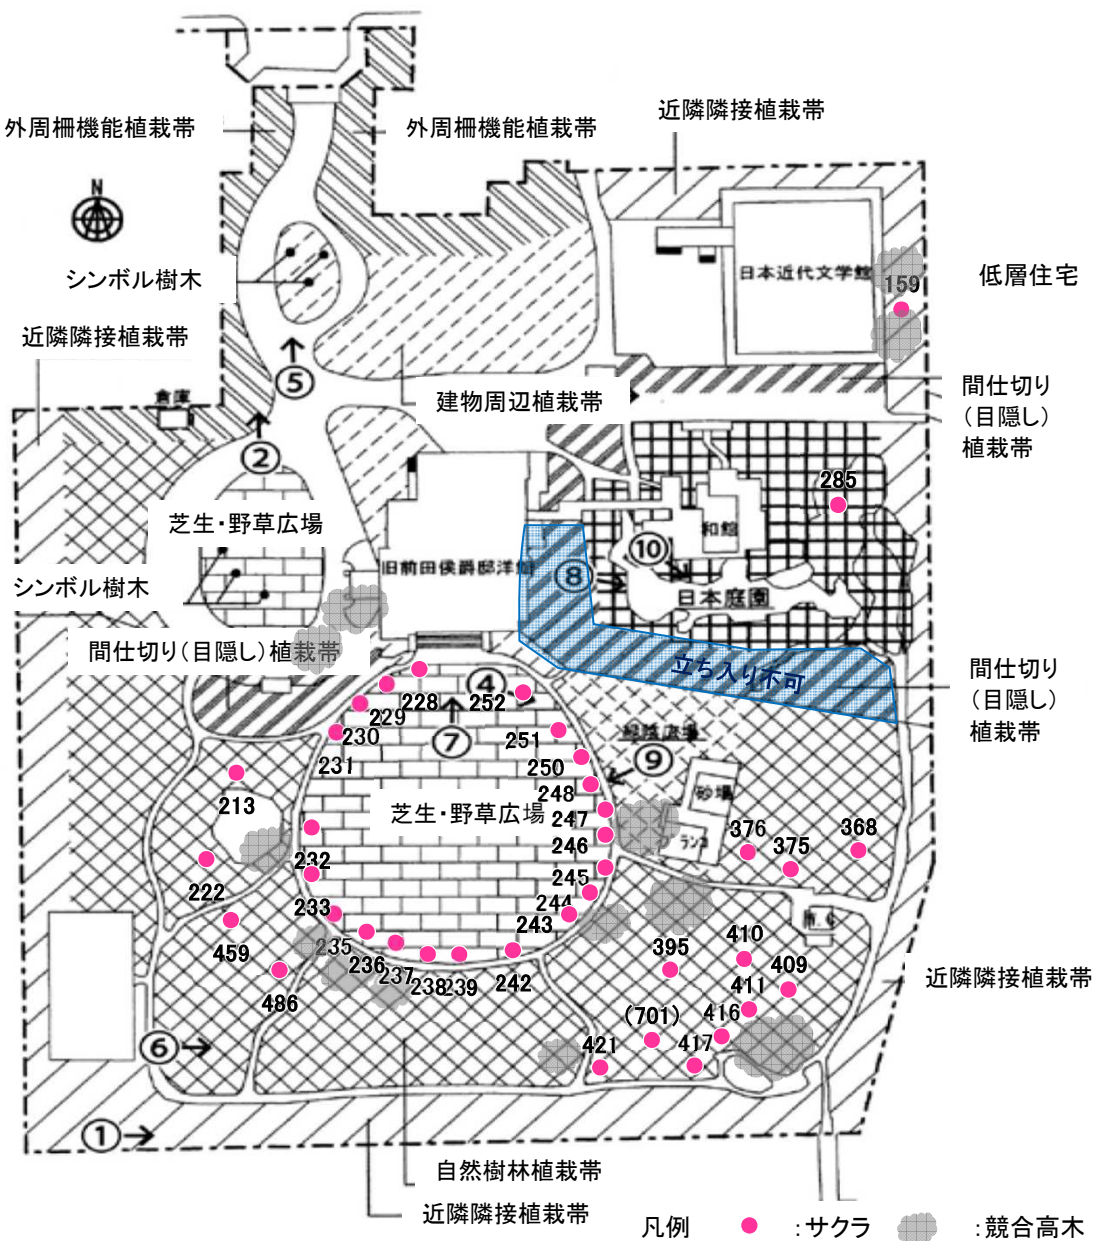 近隣隣接植栽帯
外周柵機能植栽帯
外周柵機能植栽帯
N
シンボル樹木
日本近代文学館
159
低層住宅
近隣隣接植栽帯
⑤
間仕切り
(目隠し)
植栽帯
倉庫
建物周辺植栽帯
②
285
芝生・野草広場
和館
⑩
旧前田侯爵邸洋館
⑧
シンボル樹木
日本庭園
間仕切り(目隠し)植栽帯
立ち入り不可
間仕切り
(目隠し)
植栽帯
④
228
252
229
230
231
⑦
251
250
⑨
213
248
砂場
芝生・野草広場
247
246
376
375
368
232
222
245
233
244
243
459
235
236
237
238
239
242
395
410
409
411
486
近隣隣接植栽帯
(701)
416
417
421
⑥
①
自然樹林植栽帯
近隣隣接植栽帯
凡例 :サクラ :競合高木